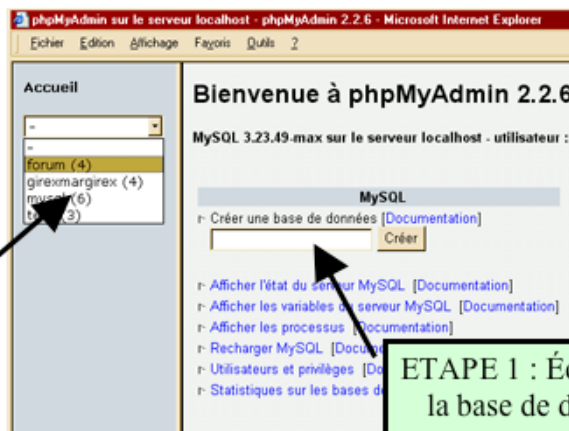 phpMyAdmin sur le serveur localhost - phpMyAdmin 2.2.6 - Microsoft Internet Explorer
Fichier Edition Affichage Favoris Outils ?
Accueil
-
-
forum (4)
girexmargirex (4)
mysql (6)
(3)
Bienvenue à phpMyAdmin 2.2.6
MySQL 3.23.49-max sur le serveur localhost - utilisateur :
MySQL
Créer une base de données [Documentation]
Créer
Afficher l'état du serveur MySQL [Documentation]
Afficher les variables du serveur MySQL [Documentation]
Afficher les processus [Documentation]
Recharger MySQL [Docume
Utilisateurs et privilèges [Do
Statistiques sur les bases d
ETAPE 1 : Éc
la base de d